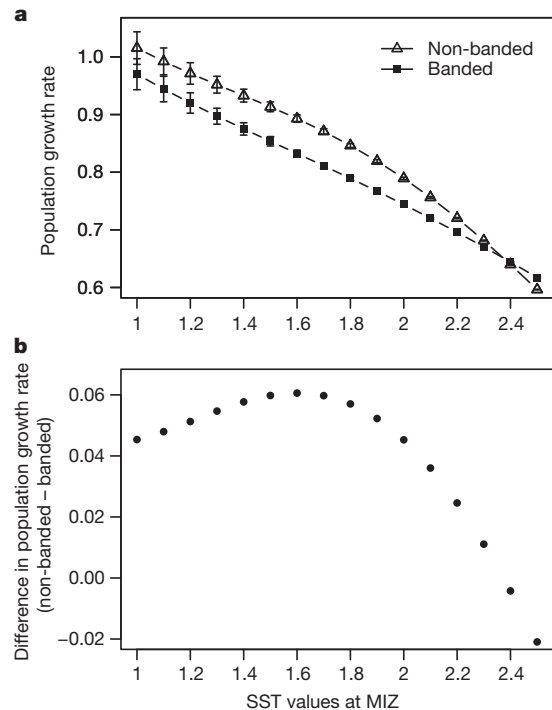 a
Non-banded
Banded
Population growth rate
1.0
0.9
0.8
0.7
0.6
1 1.2 1.4 1.6 1.8 2 2.2 2.4
b
Difference in population growth rate
(non-banded – banded)
0.06
0.04
0.02
0.00
–0.02
1 1.2 1.4 1.6 1.8 2 2.2 2.4
SST values at MIZ